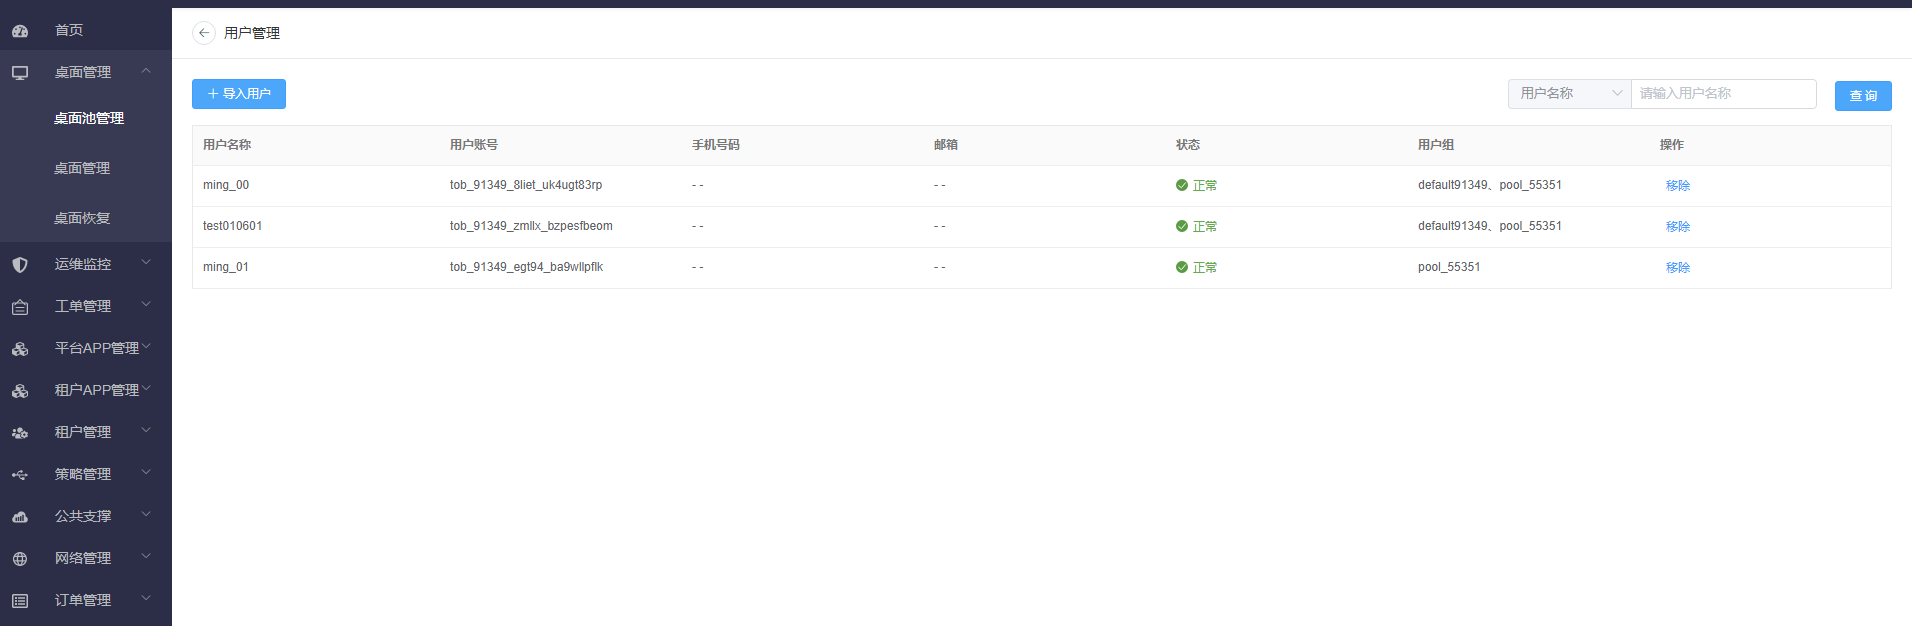 首页
桌面管理
桌面池管理
桌面管理
桌面恢复
运维监控
工单管理
平台APP管理
租户APP管理
租户管理
策略管理
公共支撑
网络管理
订单管理
用户管理
导入用户
用户名称 请输入用户名称 查询
用户名称 用户账号 手机号码 邮箱 状态 用户组 操作
ming_00 tob_91349_8liet_uk4ugt83rp -- -- 正常 default91349、pool_55351 移除
test010601 tob_91349_zmllx_bzpesfbeom -- -- 正常 default91349、pool_55351 移除
ming_01 tob_91349_egt94_ba9wllpflk -- -- 正常 pool_55351 移除